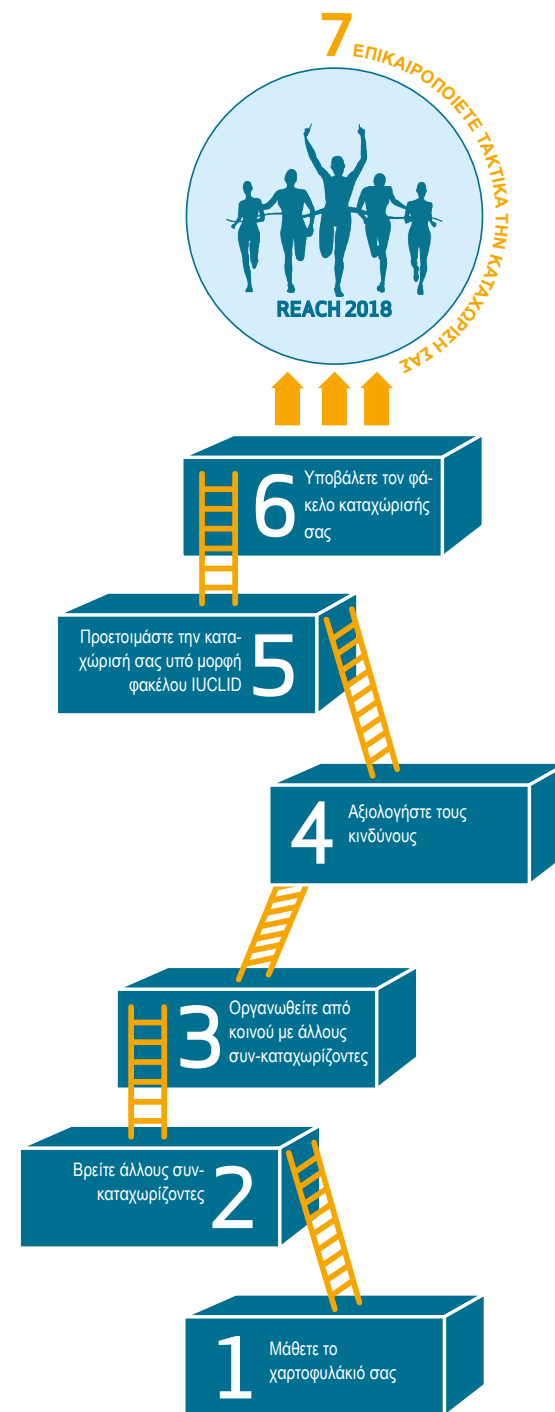 7 ΕΠΙΚΑΙΡΟΠΟΙΕΙΤΕ ΤΑΚΤΙΚΑ ΤΗΝ ΚΑΤΑΧΩΡΙΣΗ ΣΑΣ
REACH 2018
6
Υποβάλετε τον φά-
κελο καταχώρισής
σας
Προετοιμάστε την κατα-
χώρισή σας υπό μορφή
φακέλου IUCLID
5
4
Αξιολογήστε τους
κινδύνους
3
Οργανωθείτε από
κοινού με άλλους
συν-καταχωρίζοντες
Βρείτε άλλους συν-
καταχωρίζοντες
2
1
Μάθετε το
χαρτοφυλάκιό σας